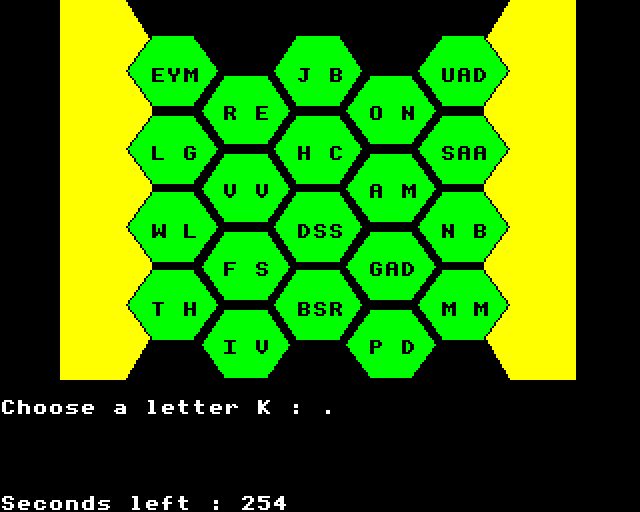 EYM J B UAD
R E O N
L G H C SAA
V V A M
W L DSS N B
F S GAD
T H BSR M M
I V P D
Choose a letter K : .
Seconds left : 254